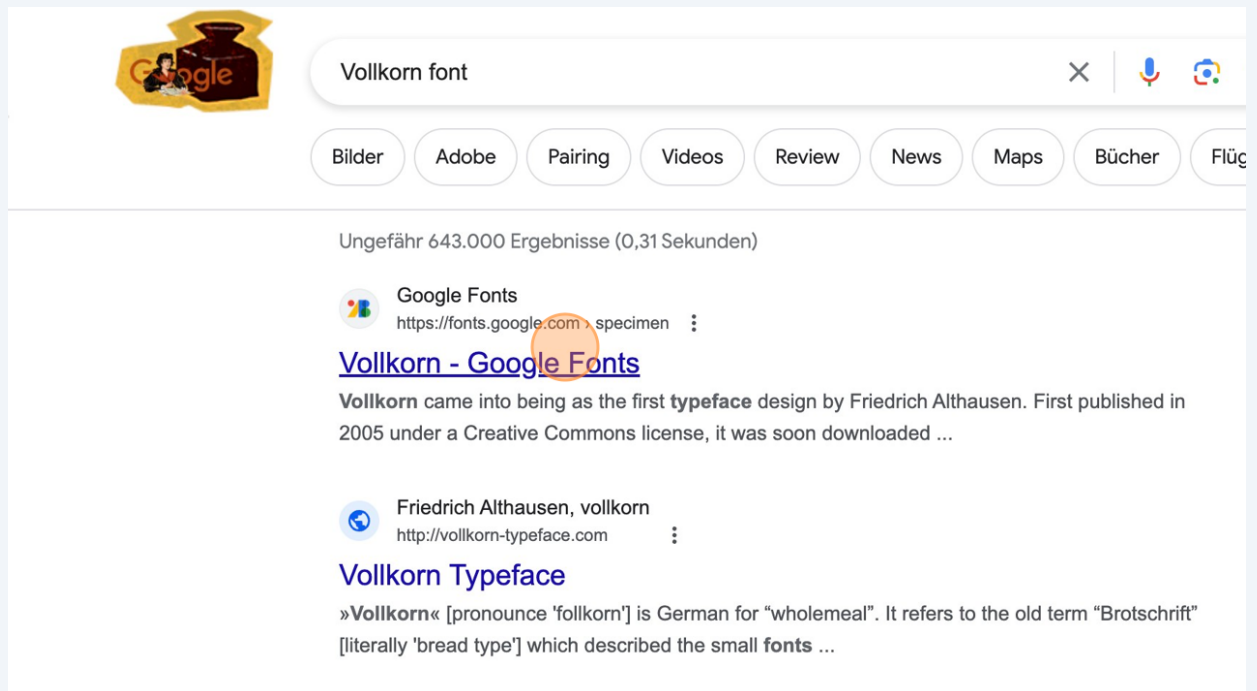 Google
Vollkorn font
Bilder Adobe Pairing Videos Review News Maps Bücher Flüg
Ungefähr 643.000 Ergebnisse (0,31 Sekunden)
Google Fonts
https://fonts.google.com › specimen
Vollkorn - Google Fonts
Vollkorn came into being as the first typeface design by Friedrich Althausen. First published in
2005 under a Creative Commons license, it was soon downloaded ...
Friedrich Althausen, vollkorn
http://vollkorn-typeface.com
Vollkorn Typeface
»Vollkorn« [pronounce 'follkorn'] is German for “wholemeal”. It refers to the old term “Brotschrift”
[literally 'bread type'] which described the small fonts ...